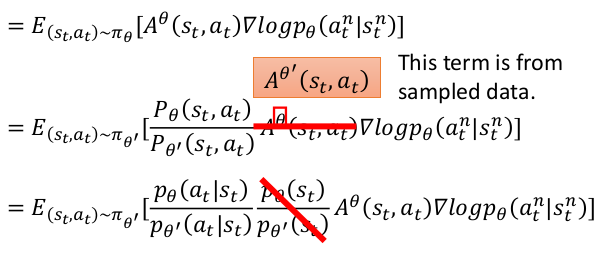 = E_{(s_t,a_t)~π_θ}[A^θ(s_t, a_t)∇logp_θ(a_t^n|s_t^n)]
A^{θ'}(s_t, a_t)
This term is from
sampled data.
= E_{(s_t,a_t)~π_{θ'}}[P_θ(s_t, a_t)/P_{θ'}(s_t, a_t) A^θ(s_t, a_t)∇logp_θ(a_t^n|s_t^n)]
= E_{(s_t,a_t)~π_{θ'}}[p_θ(a_t|s_t)/p_{θ'}(a_t|s_t) p_θ(s_t)/p_{θ'}(s_t) A^θ(s_t, a_t)∇logp_θ(a_t^n|s_t^n)]